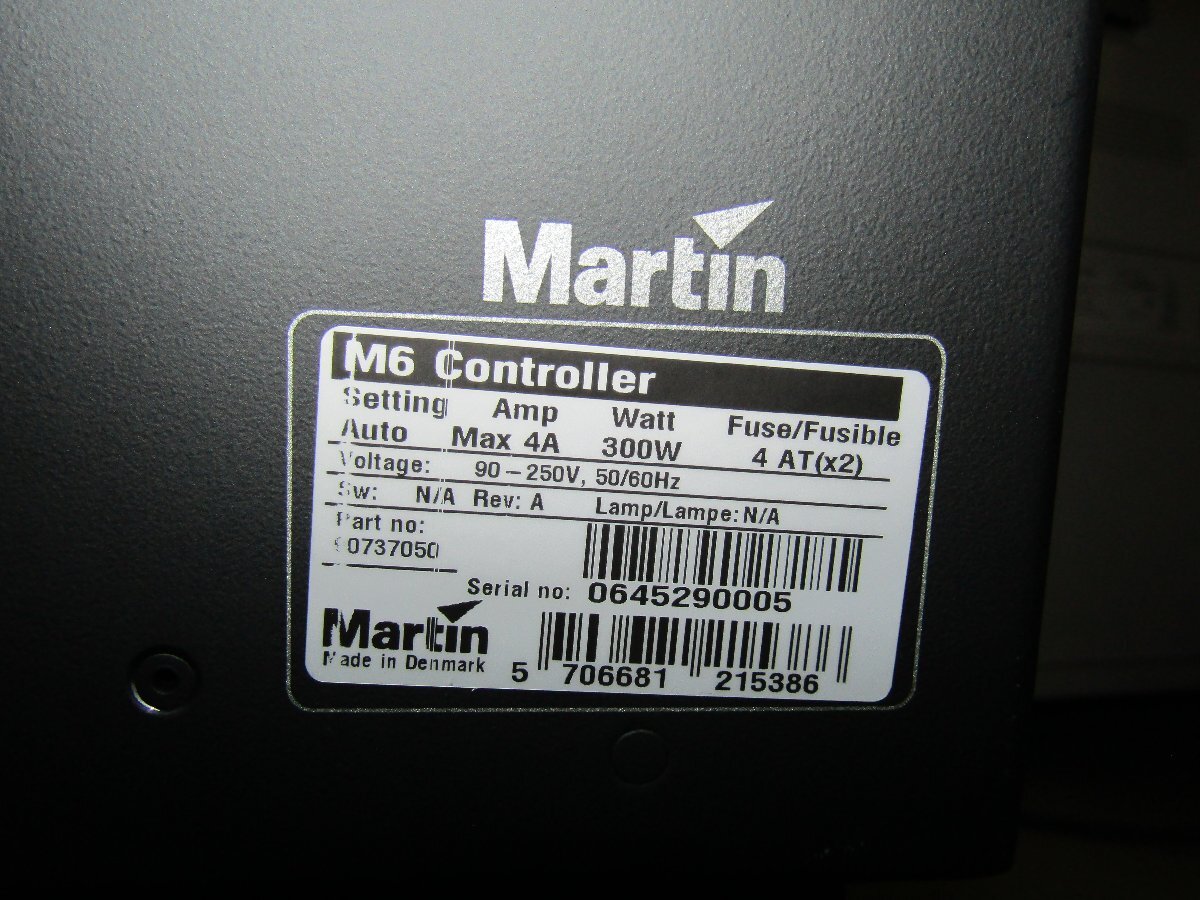 Martin
M6 Controller
Setting Amp Watt Fuse/Fusible
Auto Max 4A 300W 4 AT(x2)
Voltage: 90–250V, 50/60Hz
Sw: N/A Rev: A Lamp/Lampe: N/A
Part no:
90737050
Serial no: 0645290005
Martin
Made in Denmark
5 706681 215386